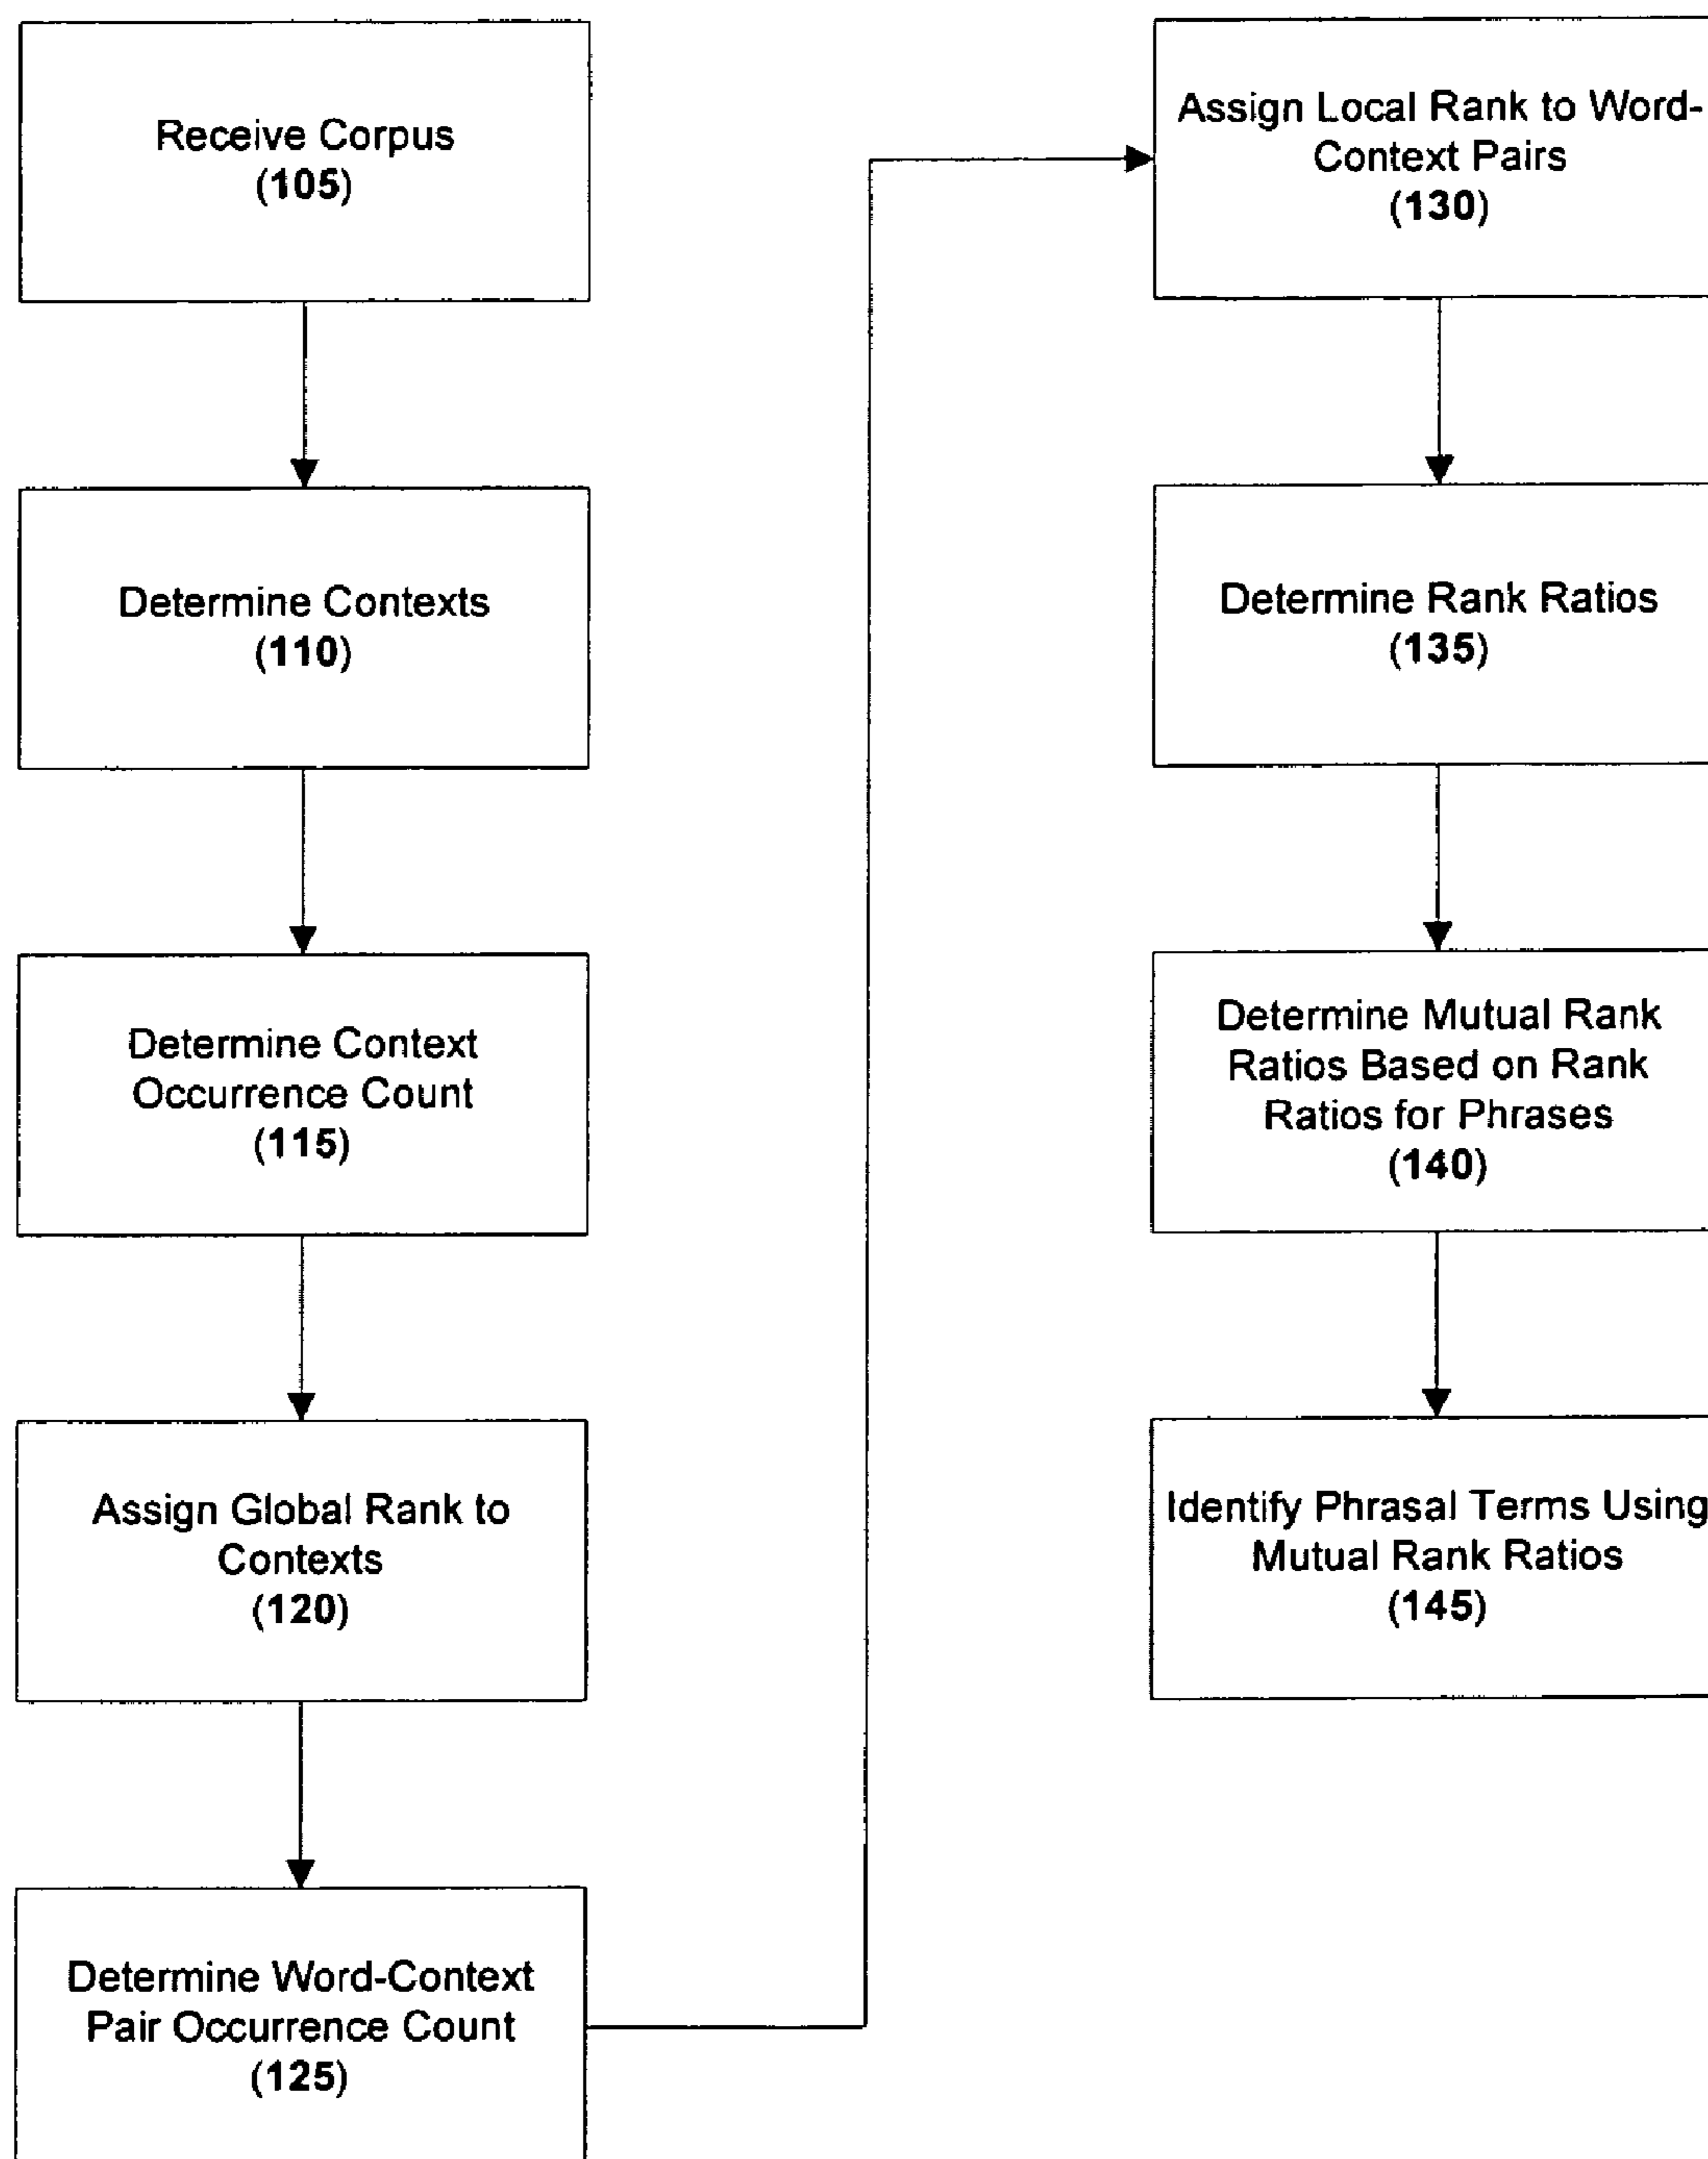 Receive Corpus
(105)
Determine Contexts
(110)
Determine Context
Occurrence Count
(115)
Assign Global Rank to
Contexts
(120)
Determine Word-Context
Pair Occurrence Count
(125)
Assign Local Rank to Word-
Context Pairs
(130)
Determine Rank Ratios
(135)
Determine Mutual Rank
Ratios Based on Rank
Ratios for Phrases
(140)
Identify Phrasal Terms Using
Mutual Rank Ratios
(145)